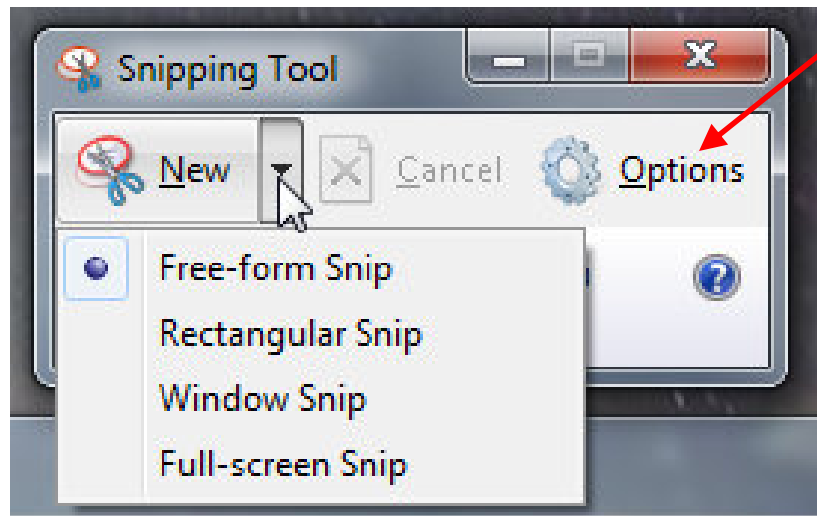 Snipping Tool
New Cancel Options
Free-form Snip
Rectangular Snip
Window Snip
Full-screen Snip